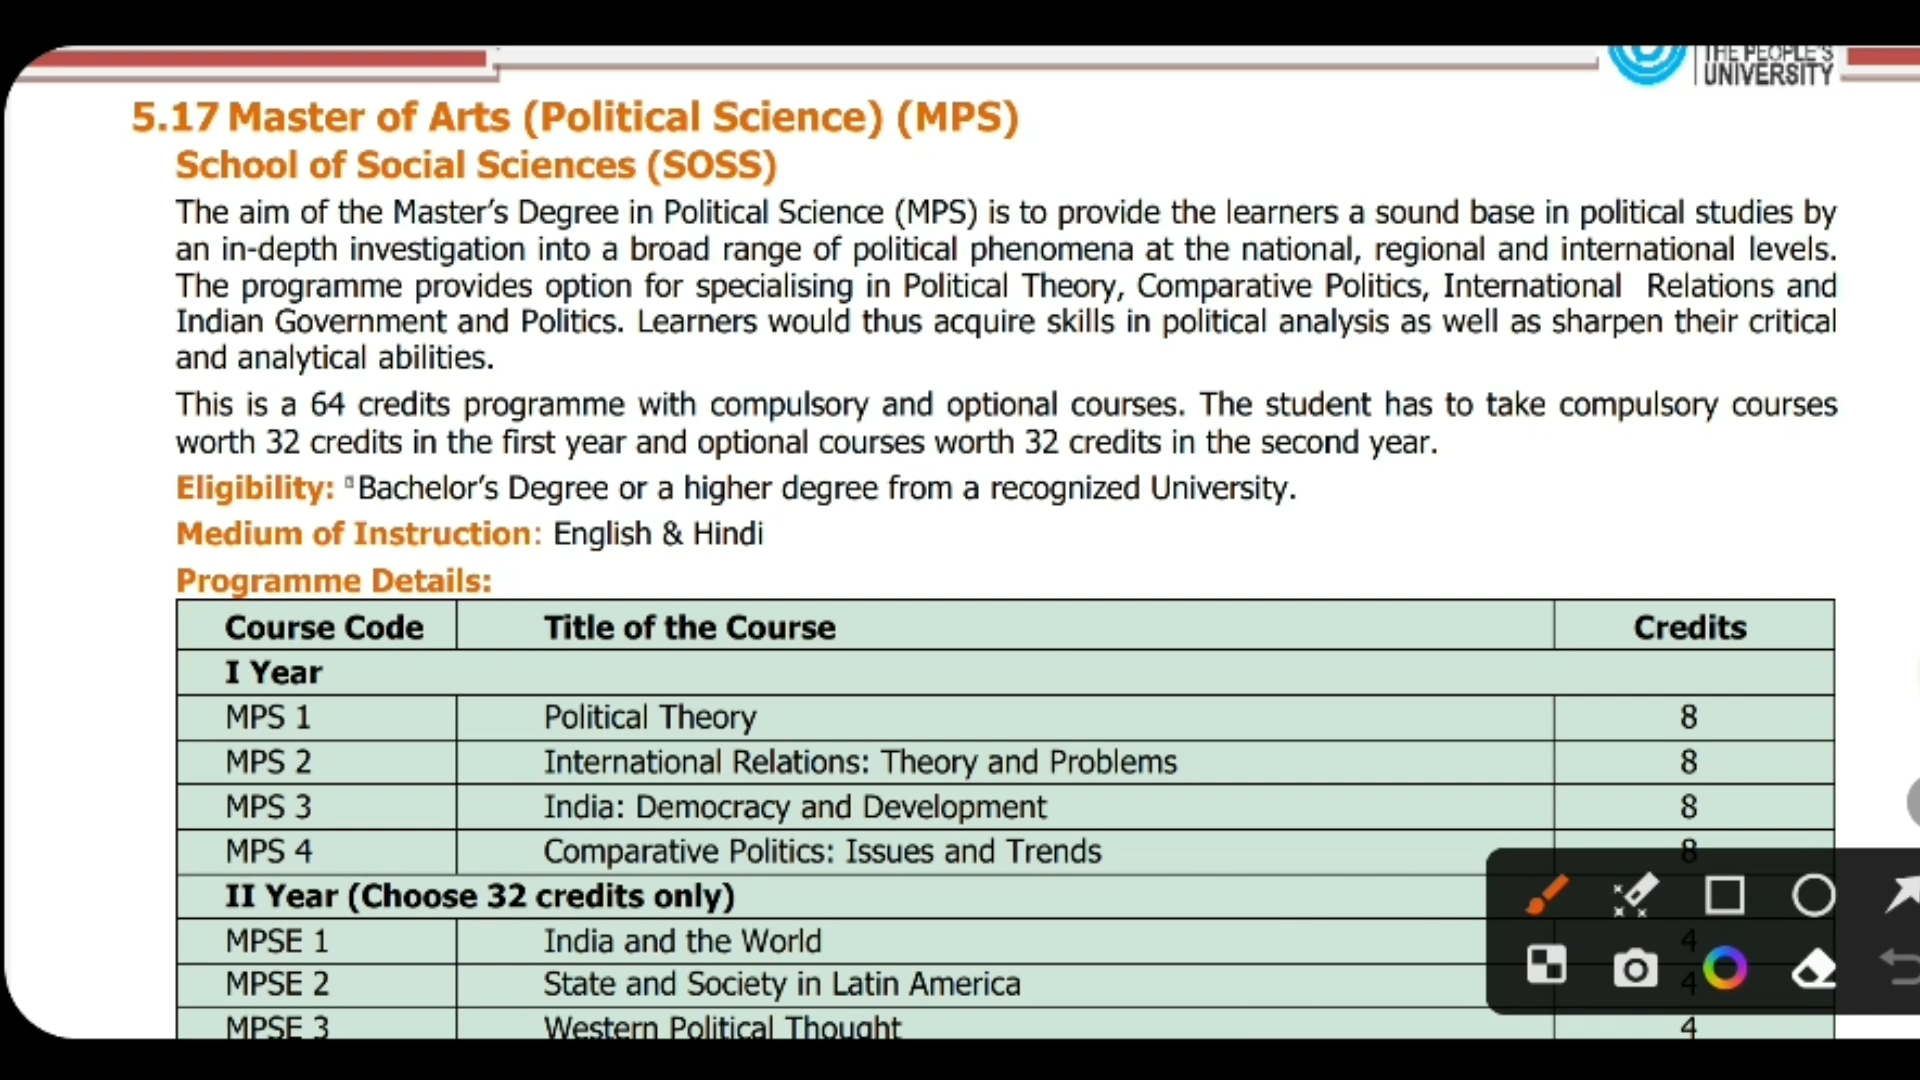 THE PEOPLE'S
UNIVERSITY
5.17 Master of Arts (Political Science) (MPS)
School of Social Sciences (SOSS)
The aim of the Master's Degree in Political Science (MPS) is to provide the learners a sound base in political studies by
an in-depth investigation into a broad range of political phenomena at the national, regional and international levels.
The programme provides option for specialising in Political Theory, Comparative Politics, International Relations and
Indian Government and Politics. Learners would thus acquire skills in political analysis as well as sharpen their critical
and analytical abilities.
This is a 64 credits programme with compulsory and optional courses. The student has to take compulsory courses
worth 32 credits in the first year and optional courses worth 32 credits in the second year.
Eligibility: Bachelor's Degree or a higher degree from a recognized University.
Medium of Instruction: English & Hindi
Programme Details:
Course Code Title of the Course Credits
I Year
MPS 1 Political Theory 8
MPS 2 International Relations: Theory and Problems 8
MPS 3 India: Democracy and Development 8
MPS 4 Comparative Politics: Issues and Trends 8
II Year (Choose 32 credits only)
MPSE 1 India and the World 4
MPSE 2 State and Society in Latin America 4
MPSE 3 Western Political Thought 4